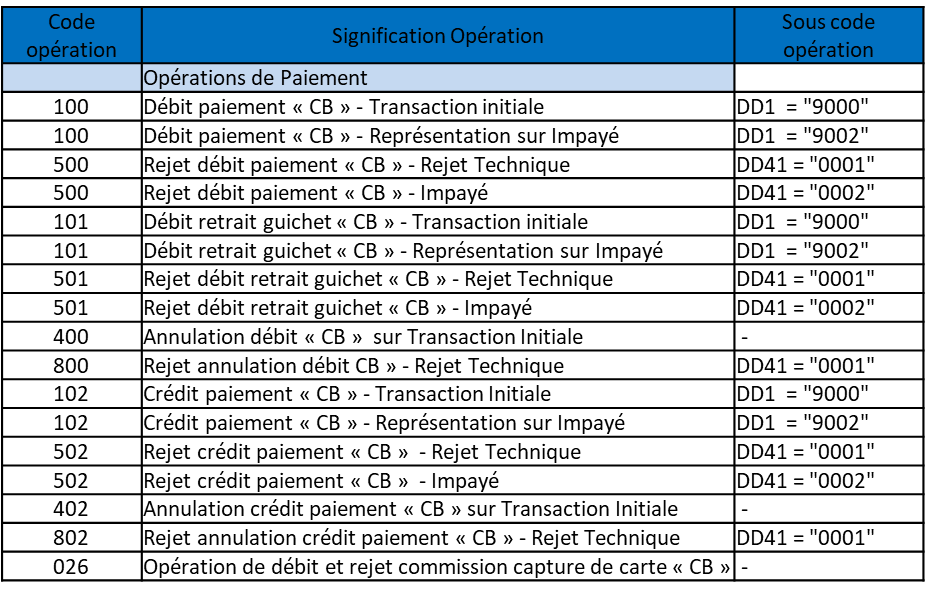 Code opération | Signification Opération | Sous code opération
Opérations de Paiement
100 | Débit paiement « CB » - Transaction initiale | DD1 = "9000"
100 | Débit paiement « CB » - Représentation sur Impayé | DD1 = "9002"
500 | Rejet débit paiement « CB » - Rejet Technique | DD41 = "0001"
500 | Rejet débit paiement « CB » - Impayé | DD41 = "0002"
101 | Débit retrait guichet « CB » - Transaction initiale | DD1 = "9000"
101 | Débit retrait guichet « CB » - Représentation sur Impayé | DD1 = "9002"
501 | Rejet débit retrait guichet « CB » - Rejet Technique | DD41 = "0001"
501 | Rejet débit retrait guichet « CB » - Impayé | DD41 = "0002"
400 | Annulation débit « CB » sur Transaction Initiale | -
800 | Rejet annulation débit CB » - Rejet Technique | DD41 = "0001"
102 | Crédit paiement « CB » - Transaction Initiale | DD1 = "9000"
102 | Crédit paiement « CB » - Représentation sur Impayé | DD1 = "9002"
502 | Rejet crédit paiement « CB » - Rejet Technique | DD41 = "0001"
502 | Rejet crédit paiement « CB » - Impayé | DD41 = "0002"
402 | Annulation crédit paiement « CB » sur Transaction Initiale | -
802 | Rejet annulation crédit paiement « CB » - Rejet Technique | DD41 = "0001"
026 | Opération de débit et rejet commission capture de carte « CB » | -